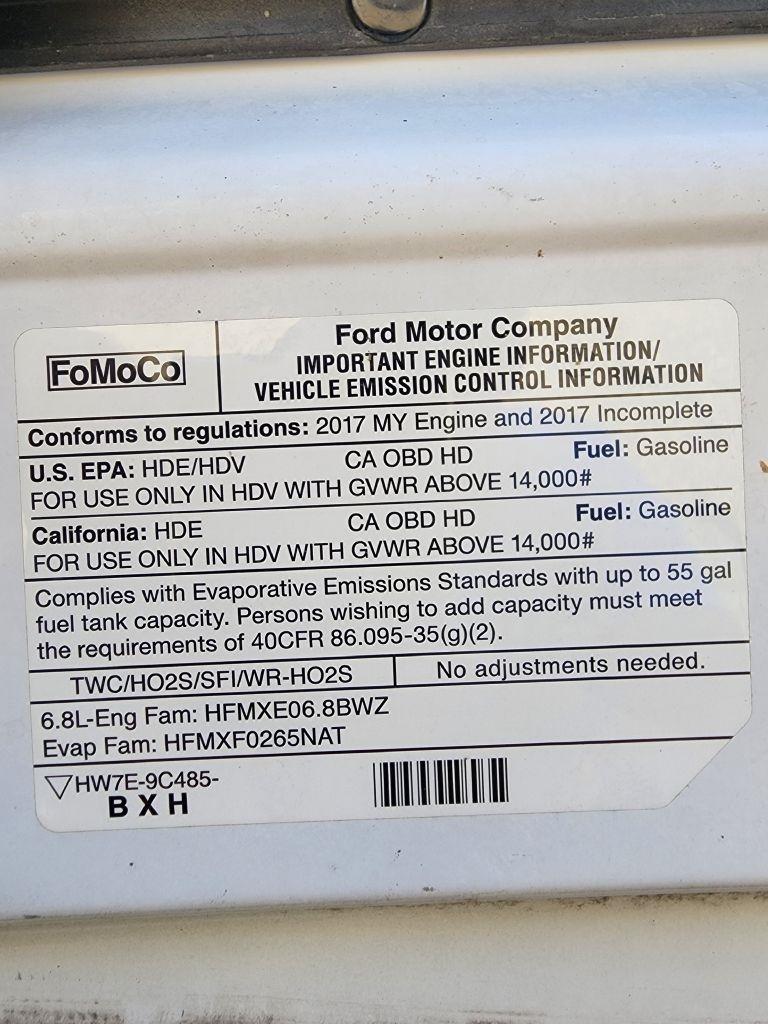 FoMoCo
Ford Motor Company
IMPORTANT ENGINE INFORMATION/
VEHICLE EMISSION CONTROL INFORMATION
Conforms to regulations: 2017 MY Engine and 2017 Incomplete
U.S. EPA: HDE/HDV CA OBD HD Fuel: Gasoline
FOR USE ONLY IN HDV WITH GVWR ABOVE 14,000#
California: HDE CA OBD HD Fuel: Gasoline
FOR USE ONLY IN HDV WITH GVWR ABOVE 14,000#
Complies with Evaporative Emissions Standards with up to 55 gal
fuel tank capacity. Persons wishing to add capacity must meet
the requirements of 40CFR 86.095-35(g)(2).
TWC/HO2S/SFI/WR-HO2S No adjustments needed.
6.8L-Eng Fam: HFMXE06.8BWZ
Evap Fam: HFMXF0265NAT
▽HW7E-9C485-
B X H